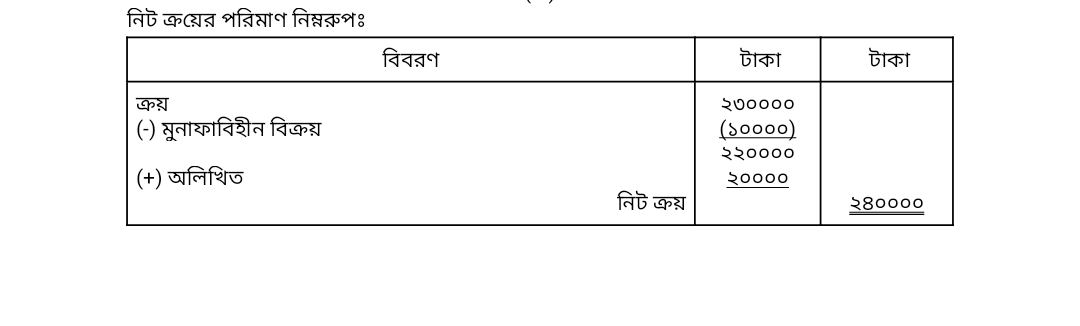 নিট ক্রয়ের পরিমাণ নিম্নরুপঃ
বিবরণ টাকা টাকা
ক্রয় ২৩০০০০
(-) মুনাফাবিহীন বিক্রয় (১০০০০)
২২০০০০
(+) অলিখিত ২০০০০
নিট ক্রয় ২৪০০০০